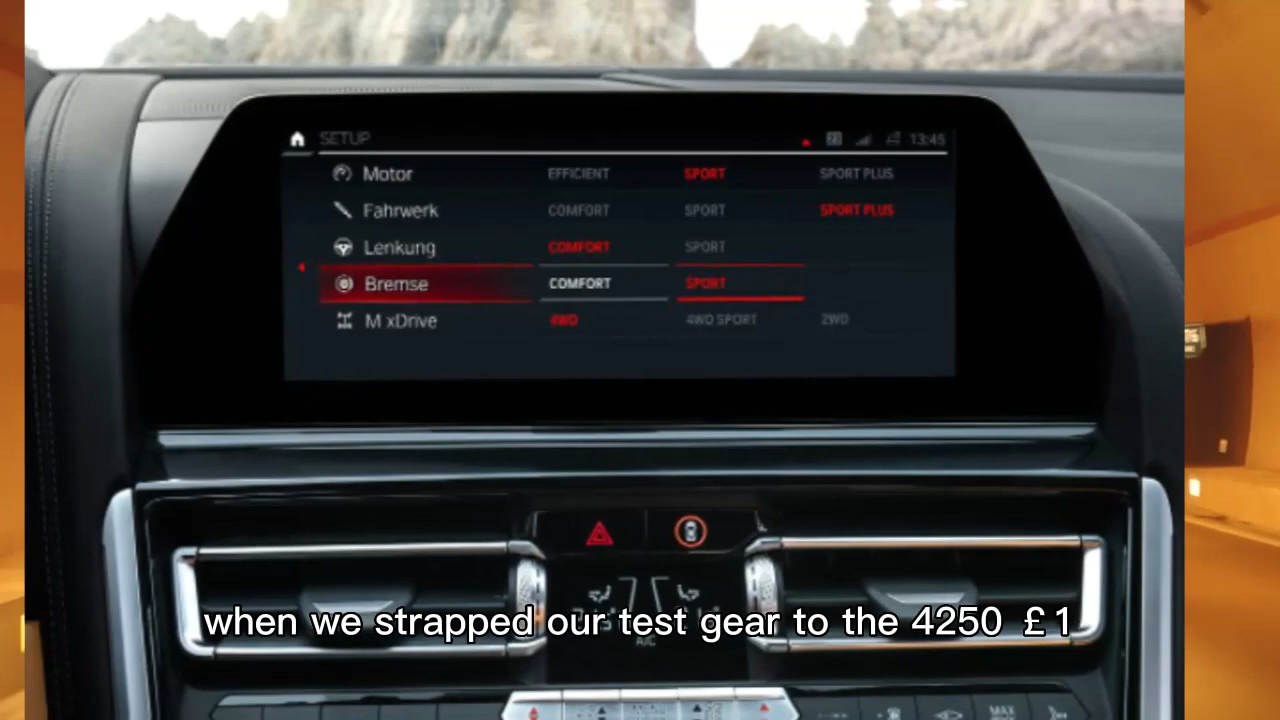 SETUP 13:45
Motor EFFICIENT SPORT SPORT PLUS
Fahrwerk COMFORT SPORT SPORT PLUS
Lenkung COMFORT SPORT
Bremse COMFORT SPORT
M xDrive 4WD 4WD SPORT 2WD
when we strapped our test gear to the 4250 £1
A/C
MAX